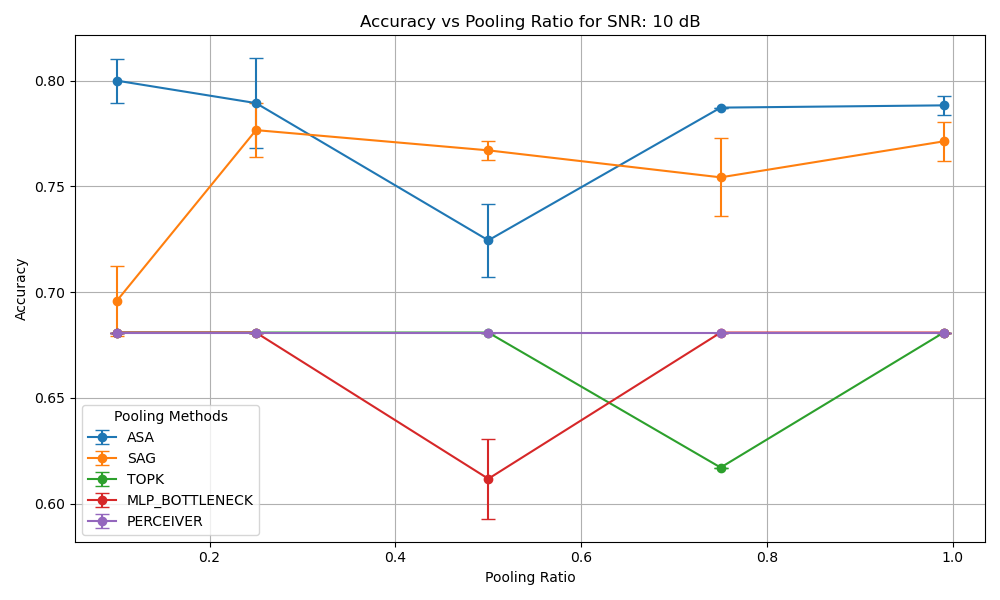 Accuracy vs Pooling Ratio for SNR: 10 dB
Accuracy
0.80
0.75
0.70
0.65
0.60
Pooling Methods
ASA
SAG
TOPK
MLP_BOTTLENECK
PERCEIVER
0.2 0.4 0.6 0.8 1.0
Pooling Ratio